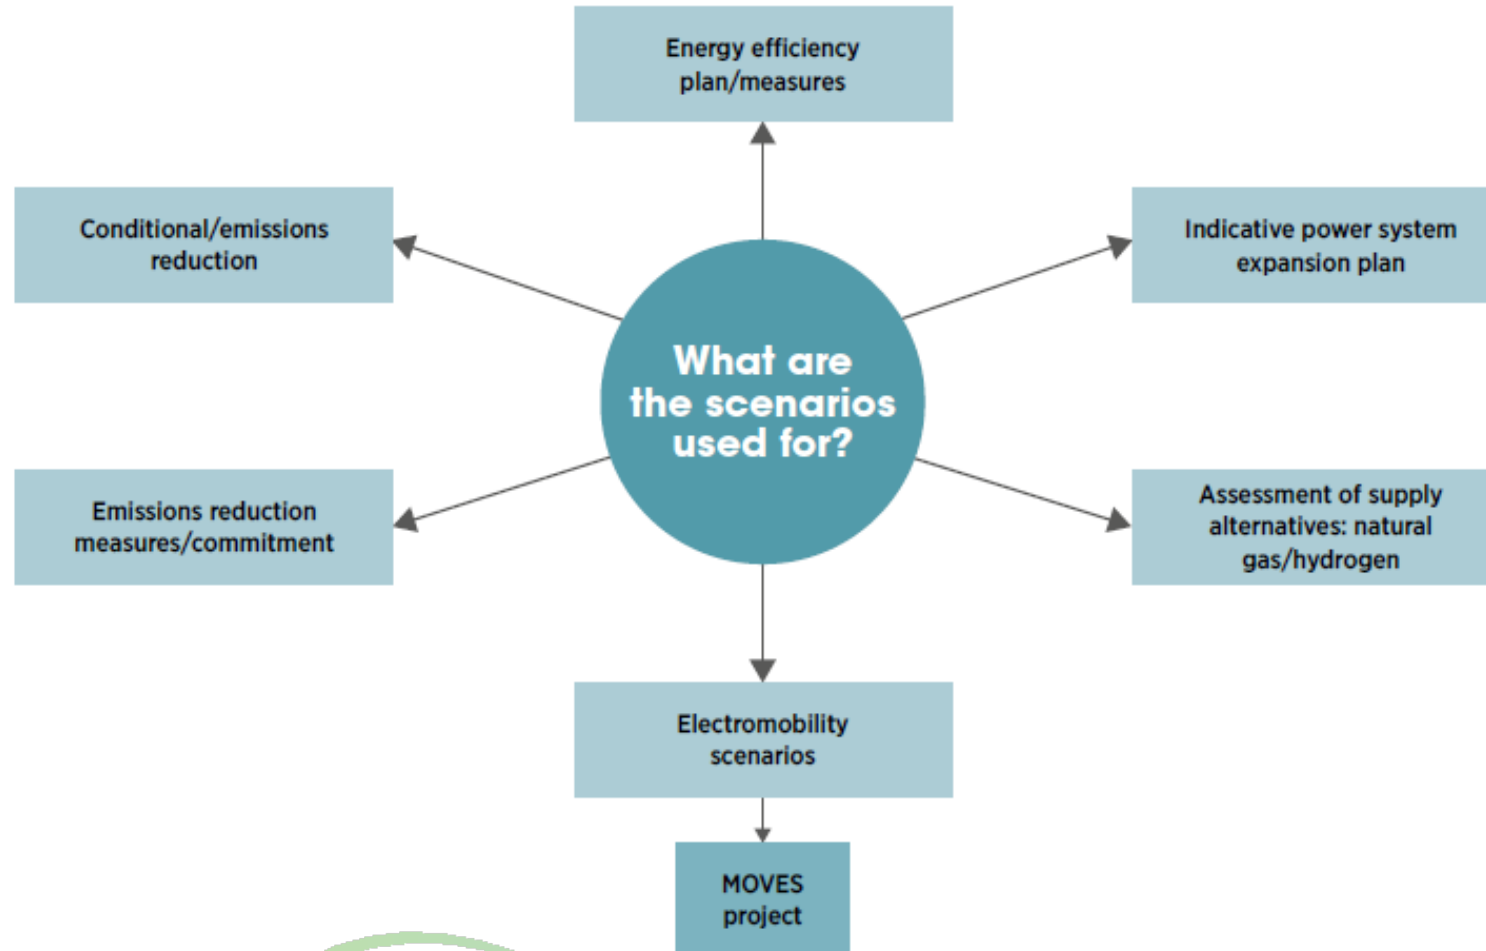 Energy efficiency
plan/measures
Conditional/emissions
reduction
Indicative power system
expansion plan
What are
the scenarios
used for?
Emissions reduction
measures/commitment
Assessment of supply
alternatives: natural
gas/hydrogen
Electromobility
scenarios
MOVES
project